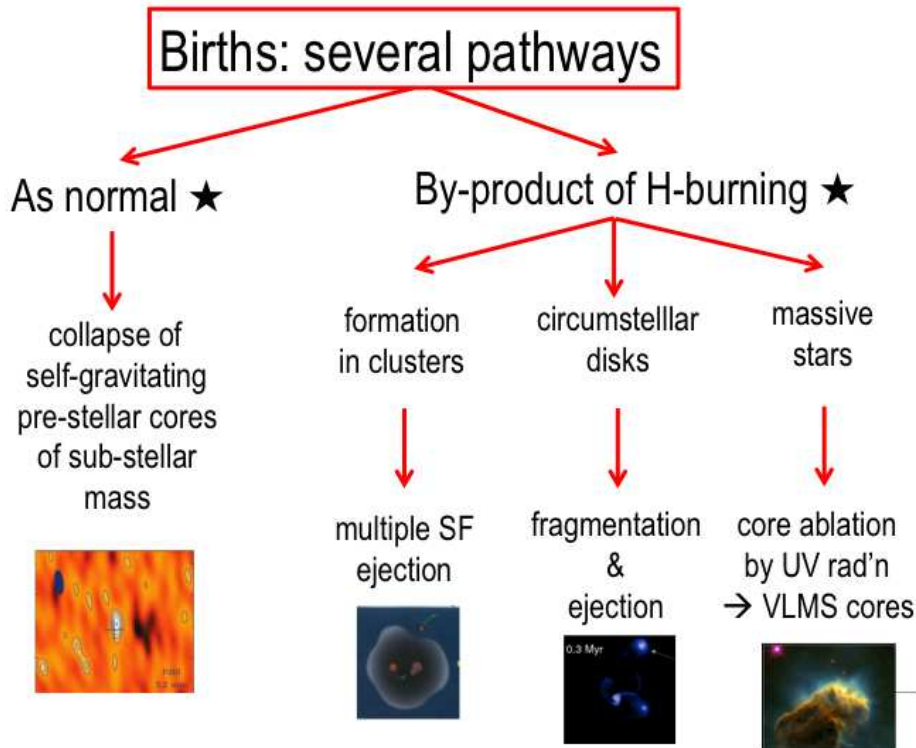 Births: several pathways
As normal ★
By-product of H-burning ★
collapse of
self-gravitating
pre-stellar cores
of sub-stellar
mass
formation
in clusters
circumstelllar
disks
massive
stars
multiple SF
ejection
fragmentation
&
ejection
core ablation
by UV rad'n
→ VLMS cores
0.3 Myr